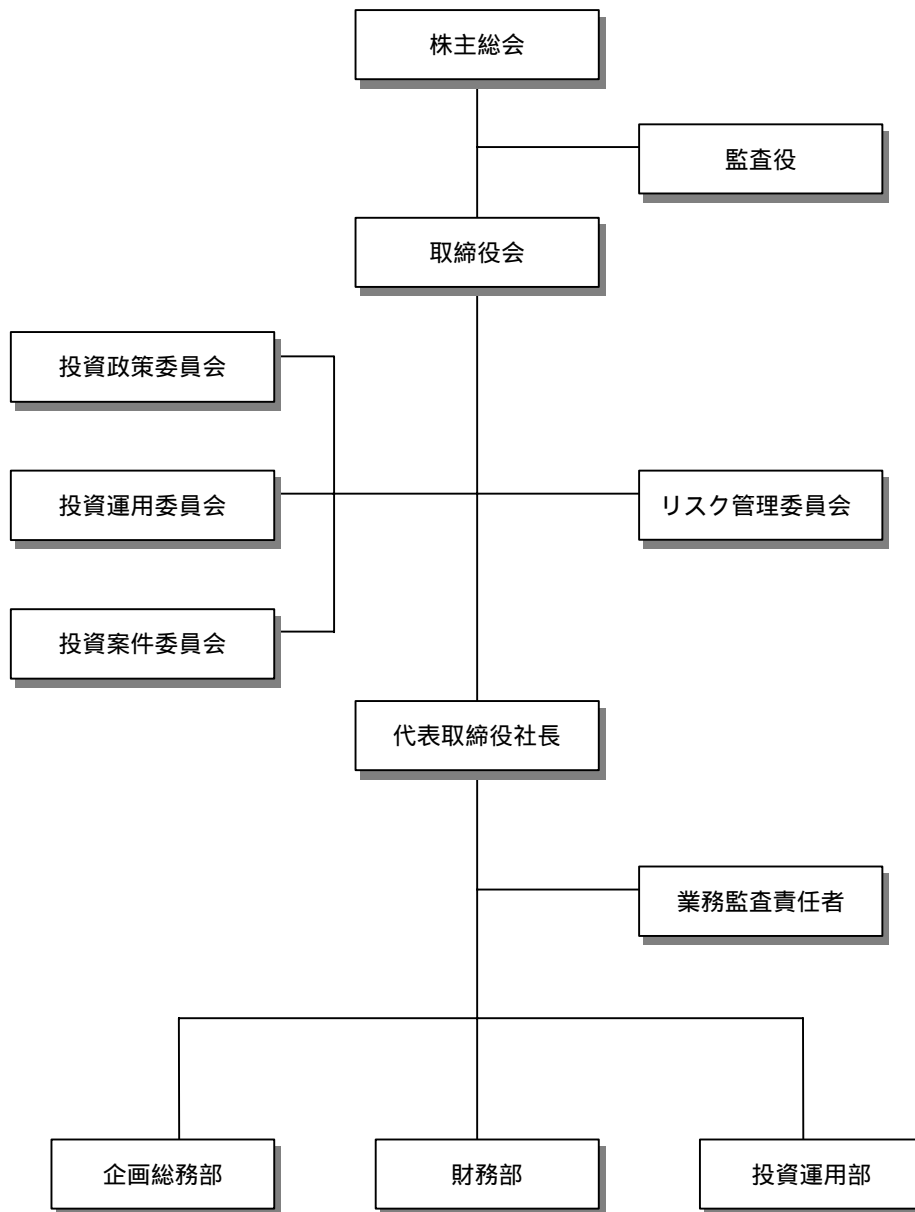 株主総会
監査役
取締役会
投資政策委員会
投資運用委員会
リスク管理委員会
投資案件委員会
代表取締役社長
業務監査責任者
企画総務部
財務部
投資運用部